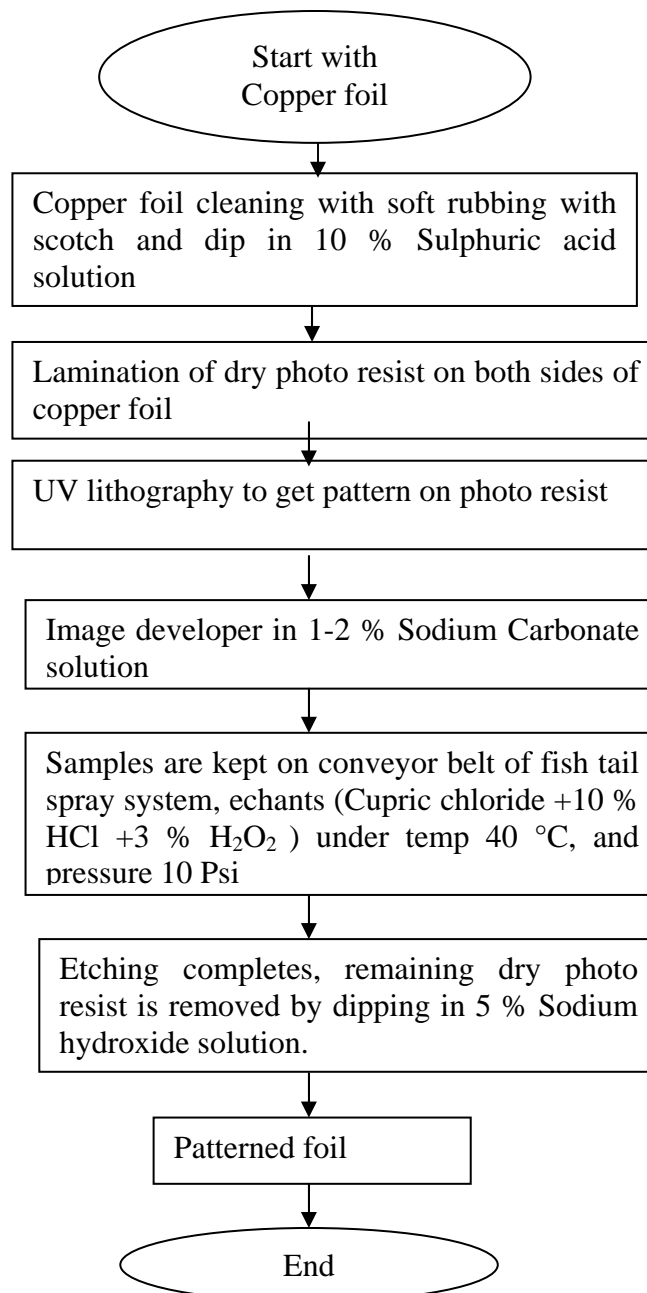 Start with
Copper foil
Copper foil cleaning with soft rubbing with
scotch and dip in 10 % Sulphuric acid
solution
Lamination of dry photo resist on both sides of
copper foil
UV lithography to get pattern on photo resist
Image developer in 1-2 % Sodium Carbonate
solution
Samples are kept on conveyor belt of fish tail
spray system, echants (Cupric chloride +10 %
HCl +3 % H₂O₂ ) under temp 40 °C, and
pressure 10 Psi
Etching completes, remaining dry photo
resist is removed by dipping in 5 % Sodium
hydroxide solution.
Patterned foil
End